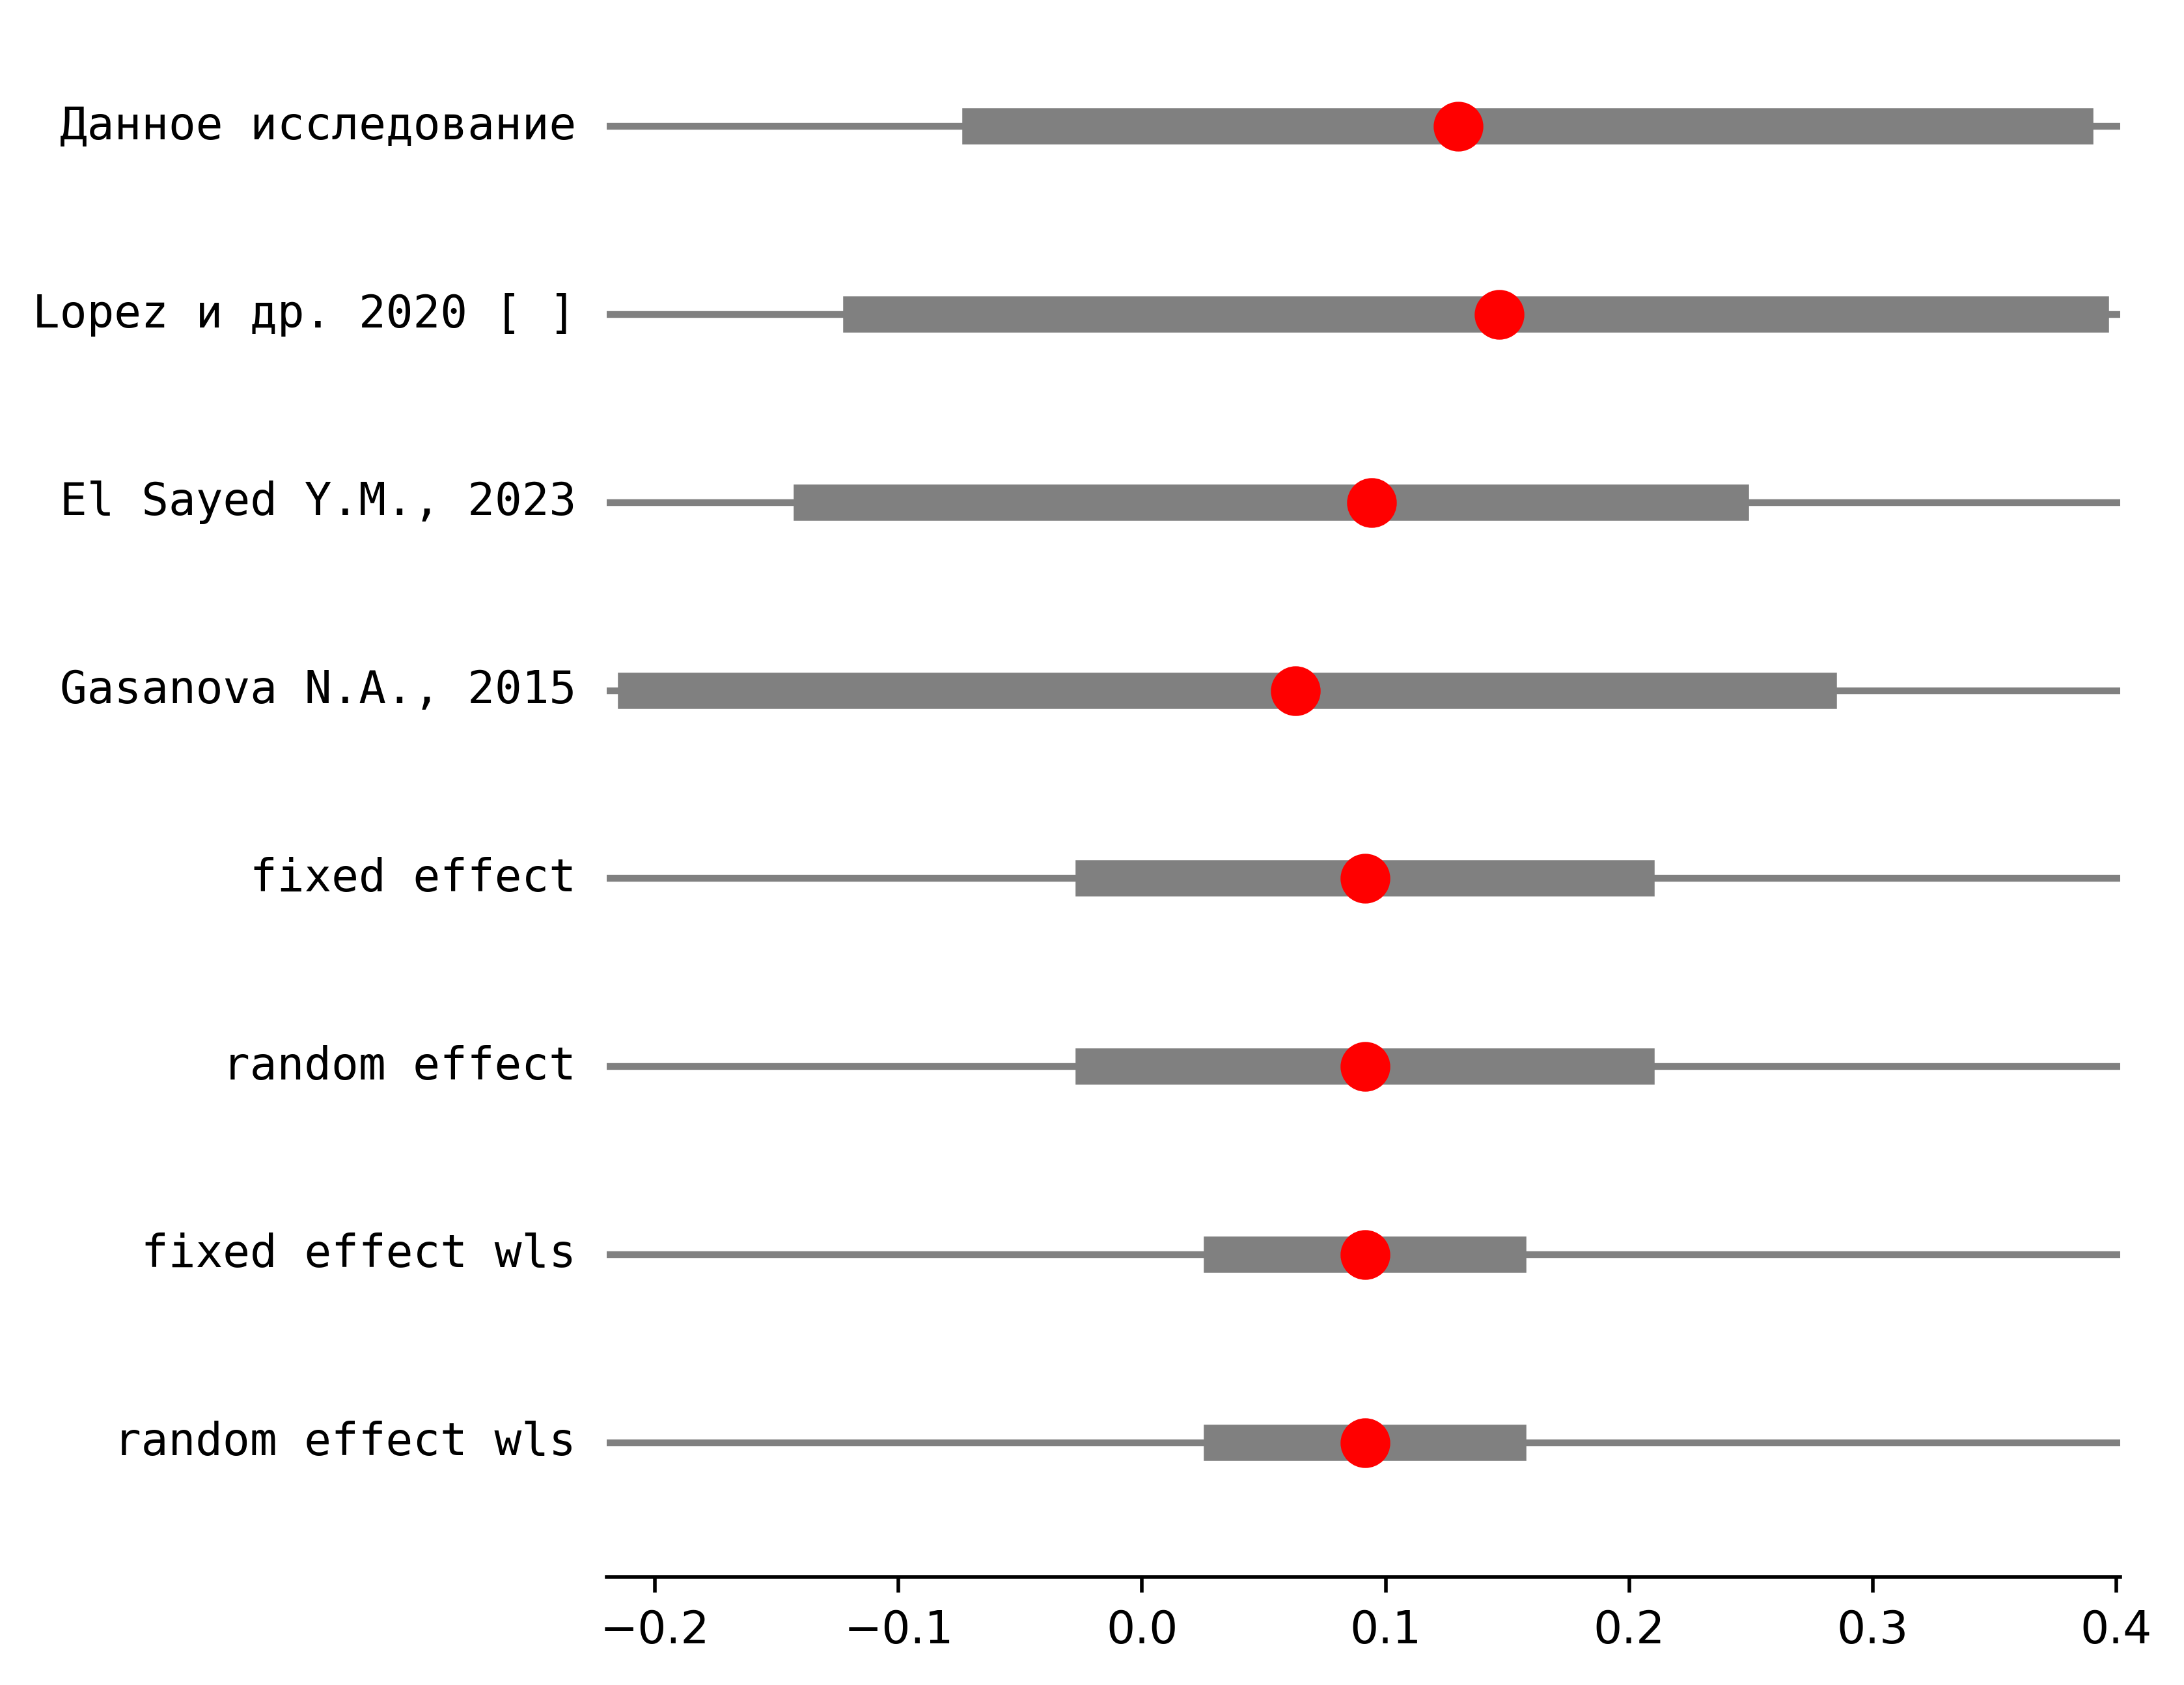 Данное исследование
Lopez и др. 2020 [ ]
El Sayed Y.M., 2023
Gasanova N.A., 2015
fixed effect
random effect
fixed effect wls
random effect wls
−0.2 −0.1 0.0 0.1 0.2 0.3 0.4